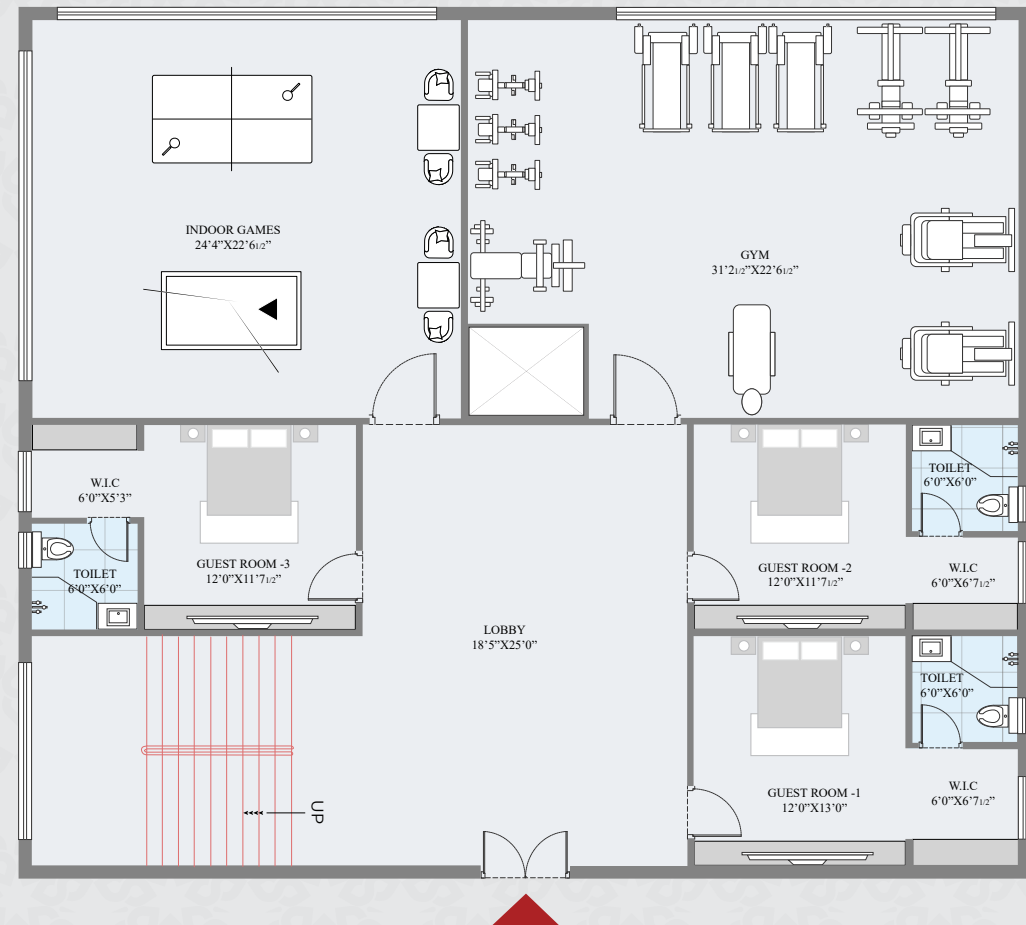 INDOOR GAMES
24’4”X22’61/2”
GYM
31’21/2”X22’61/2”
W.I.C
6’0”X5’3”
TOILET
6’0”X6’0”
GUEST ROOM -3
12’0”X11’71/2”
GUEST ROOM -2
12’0”X11’71/2”
TOILET
6’0”X6’0”
W.I.C
6’0”X6’71/2”
LOBBY
18’5”X25’0”
TOILET
6’0”X6’0”
GUEST ROOM -1
12’0”X13’0”
W.I.C
6’0”X6’71/2”
UP